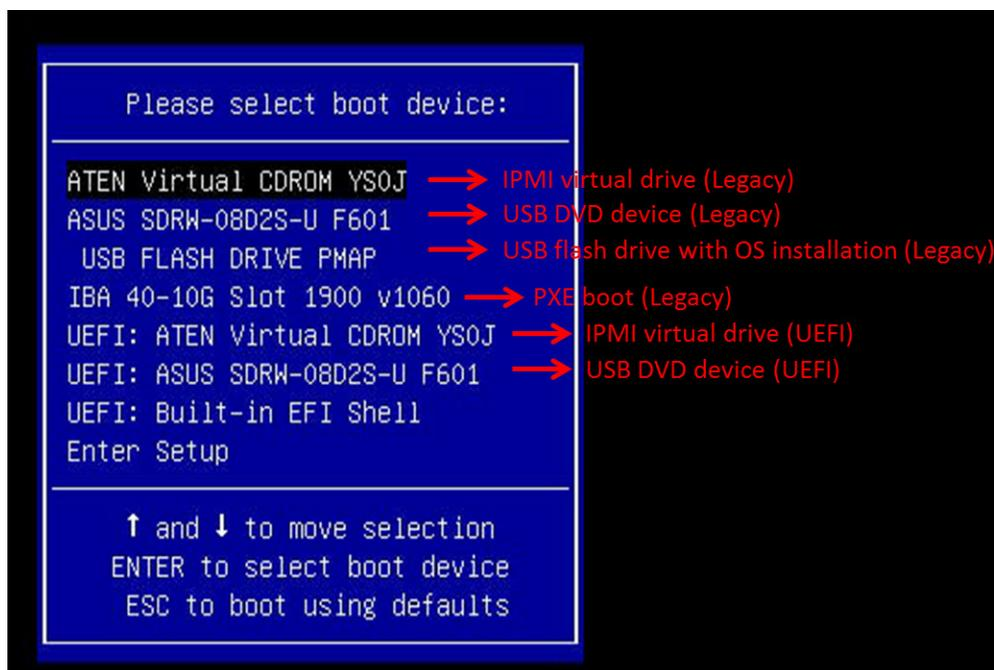 Please select boot device:
ATEN Virtual CDROM YS0J → IPMI virtual drive (Legacy)
ASUS SDRW-08D2S-U F601 → USB DVD device (Legacy)
USB FLASH DRIVE PMAP → USB flash drive with OS installation (Legacy)
IBA 40-10G Slot 1900 v1060 → PXE boot (Legacy)
UEFI: ATEN Virtual CDROM YS0J → IPMI virtual drive (UEFI)
UEFI: ASUS SDRW-08D2S-U F601 → USB DVD device (UEFI)
UEFI: Built-in EFI Shell
Enter Setup
↑ and ↓ to move selection
ENTER to select boot device
ESC to boot using defaults